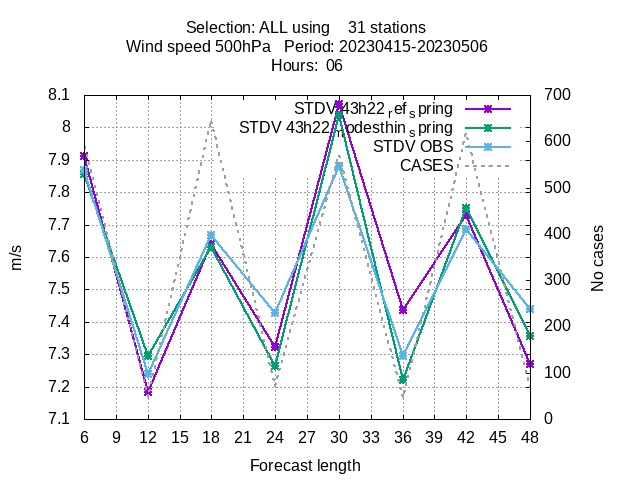 Selection: ALL using    31 stations
Wind speed 500hPa   Period: 20230415-20230506
Hours:  06
STDV 43h22_ref_spring
STDV 43h22_nodesthin_spring
STDV OBS
CASES
8.1
8
7.9
7.8
7.7
7.6
7.5
7.4
7.3
7.2
7.1
m/s
700
600
500
400
300
200
100
0
No cases
6 9 12 15 18 21 24 27 30 33 36 39 42 45 48
Forecast length